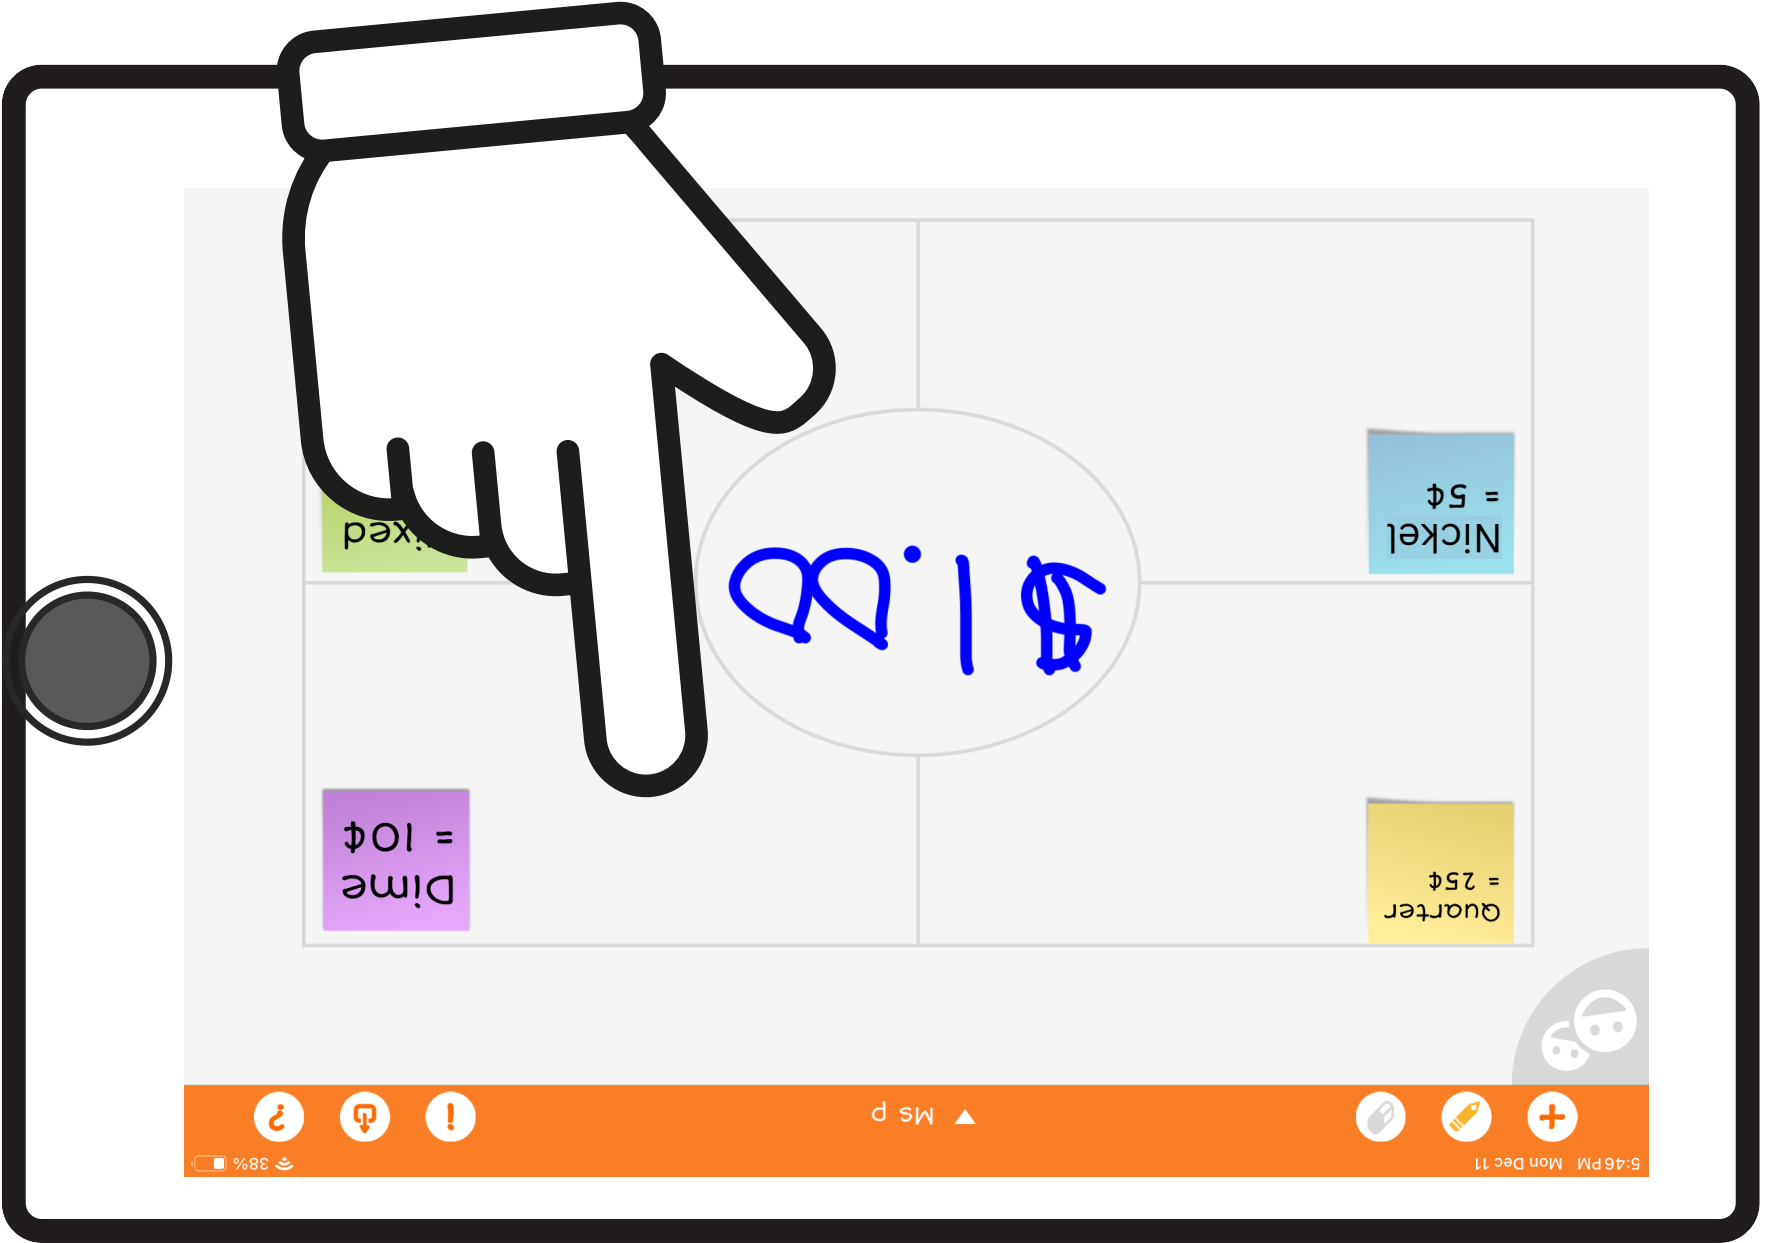 5:46 PM Mon Dec 11
38%
Ms p
Quarter
= 25¢
Dime
= 10¢
$1.00
Nickel
= 5¢